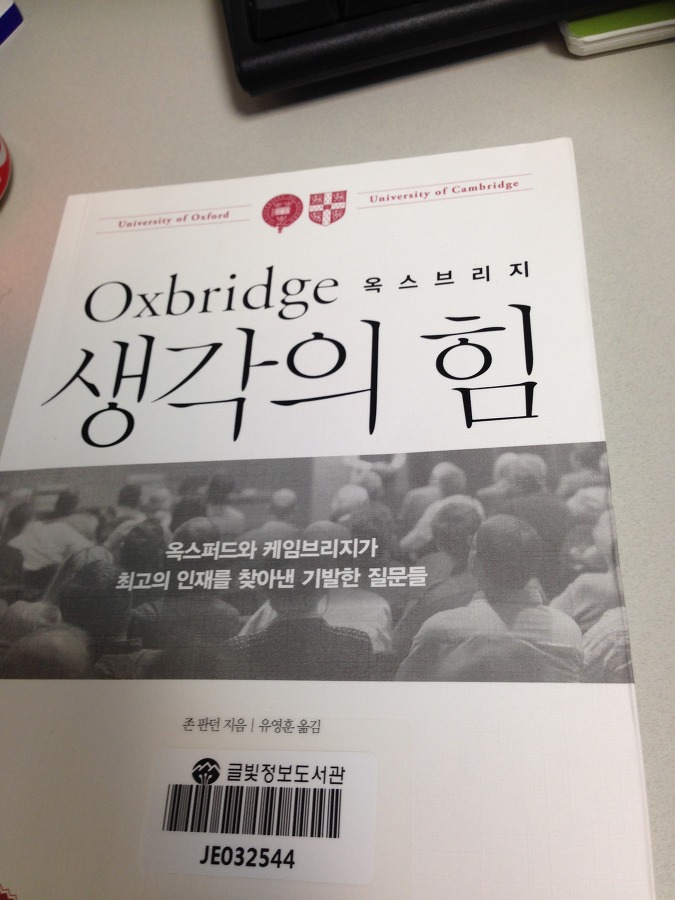 University of Oxford
University of Cambridge
Oxbridge 옥스브리지
생각의 힘
옥스퍼드와 케임브리지가
최고의 인재를 찾아낸 기발한 질문들
존 판던 지음 | 유영훈 옮김
글빛정보도서관
JE032544